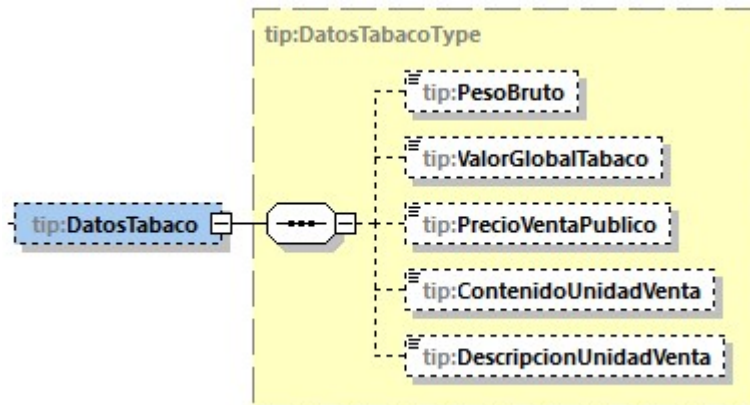 tip:DatosTabacoType
tip:PesoBruto
tip:ValorGlobalTabaco
tip:DatosTabaco
tip:PrecioVentaPublico
tip:ContenidoUnidadVenta
tip:DescripcionUnidadVenta